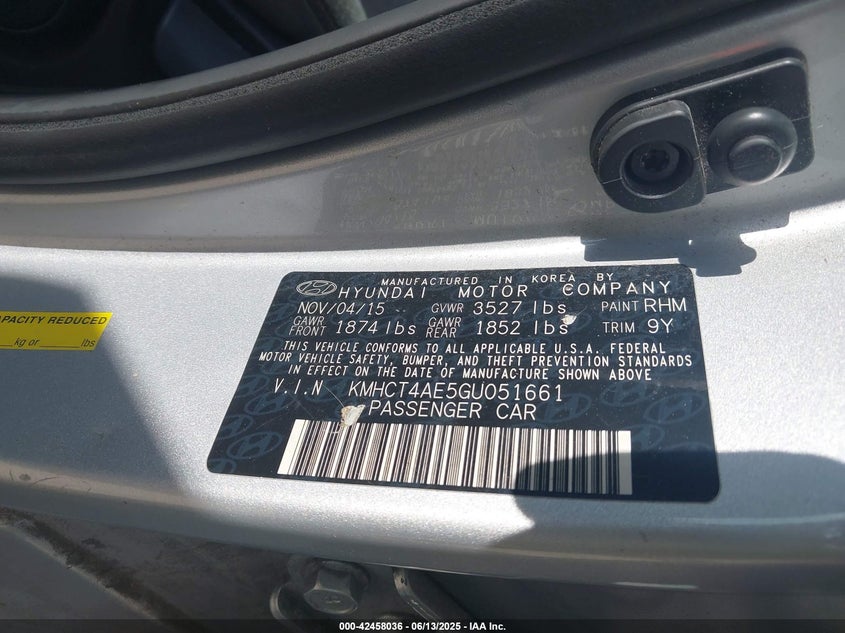 CAPACITY REDUCED
kg or lbs
MANUFACTURED IN KOREA BY
HYUNDAI MOTOR COMPANY
NOV/04/15 GVWR 3527 lbs PAINT RHM
GAWR FRONT 1874 lbs GAWR REAR 1852 lbs TRIM 9Y
THIS VEHICLE CONFORMS TO ALL APPLICABLE U.S.A. FEDERAL
MOTOR VEHICLE SAFETY, BUMPER, AND THEFT PREVENTION STANDARDS
IN EFFECT ON THE DATE OF MANUFACTURE SHOWN ABOVE
V.I.N KMHCT4AE5GU051661
PASSENGER CAR
000-42458036 | 06/13/2025 - IAA Inc.